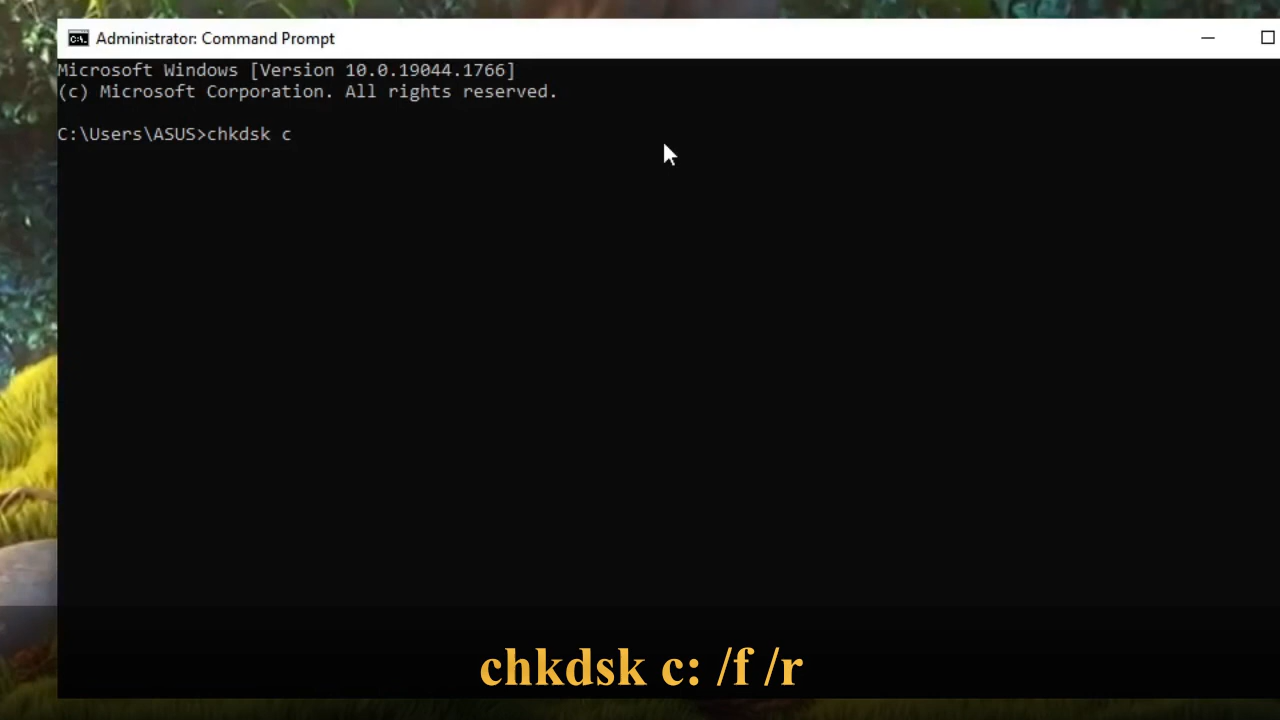 Administrator: Command Prompt
Microsoft Windows [Version 10.0.19044.1766]
(c) Microsoft Corporation. All rights reserved.
C:\Users\ASUS>chkdsk c
chkdsk c: /f /r